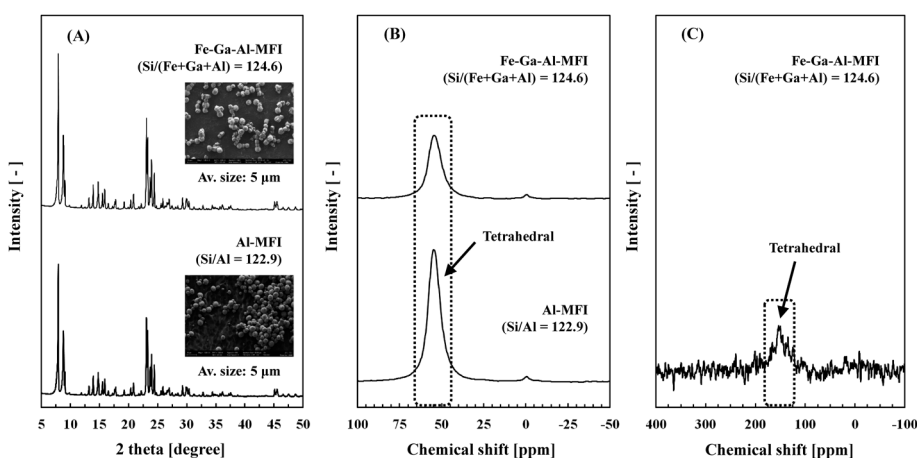 (A)
Fe-Ga-Al-MFI
(Si/(Fe+Ga+Al) = 124.6)
Av. size: 5 μm
Al-MFI
(Si/Al = 122.9)
Av. size: 5 μm
Intensity [ - ]
5 10 15 20 25 30 35 40 45 50
2 theta [degree]
(B)
Fe-Ga-Al-MFI
(Si/(Fe+Ga+Al) = 124.6)
Tetrahedral
Al-MFI
(Si/Al = 122.9)
Intensity [ - ]
100 75 50 25 0 -25 -50
Chemical shift [ppm]
(C)
Fe-Ga-Al-MFI
(Si/(Fe+Ga+Al) = 124.6)
Tetrahedral
Intensity [ - ]
400 300 200 100 0 -100
Chemical shift [ppm]